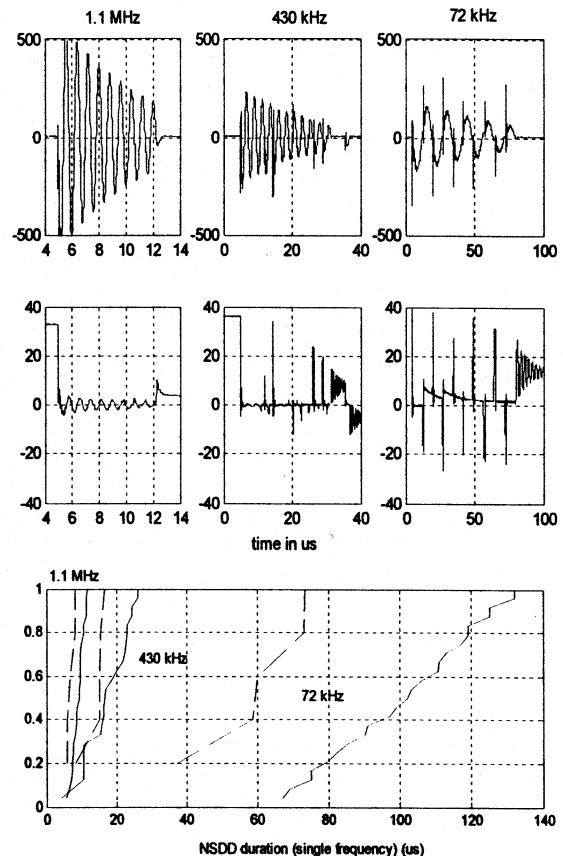 1.1 MHz 430 kHz 72 kHz
500 500 500
0 0 0
-500 -500 -500
4 6 8 10 12 14 0 20 40 0 50 100
40 40 40
20 20 20
0 0 0
-20 -20 -20
-40 -40 -40
4 6 8 10 12 14 0 20 40 0 50 100
time in us
1.1 MHz
1
0.8
430 kHz
0.6
72 kHz
0.4
0.2
0
0 20 40 60 80 100 120 140
NSDD duration (single frequency) (us)